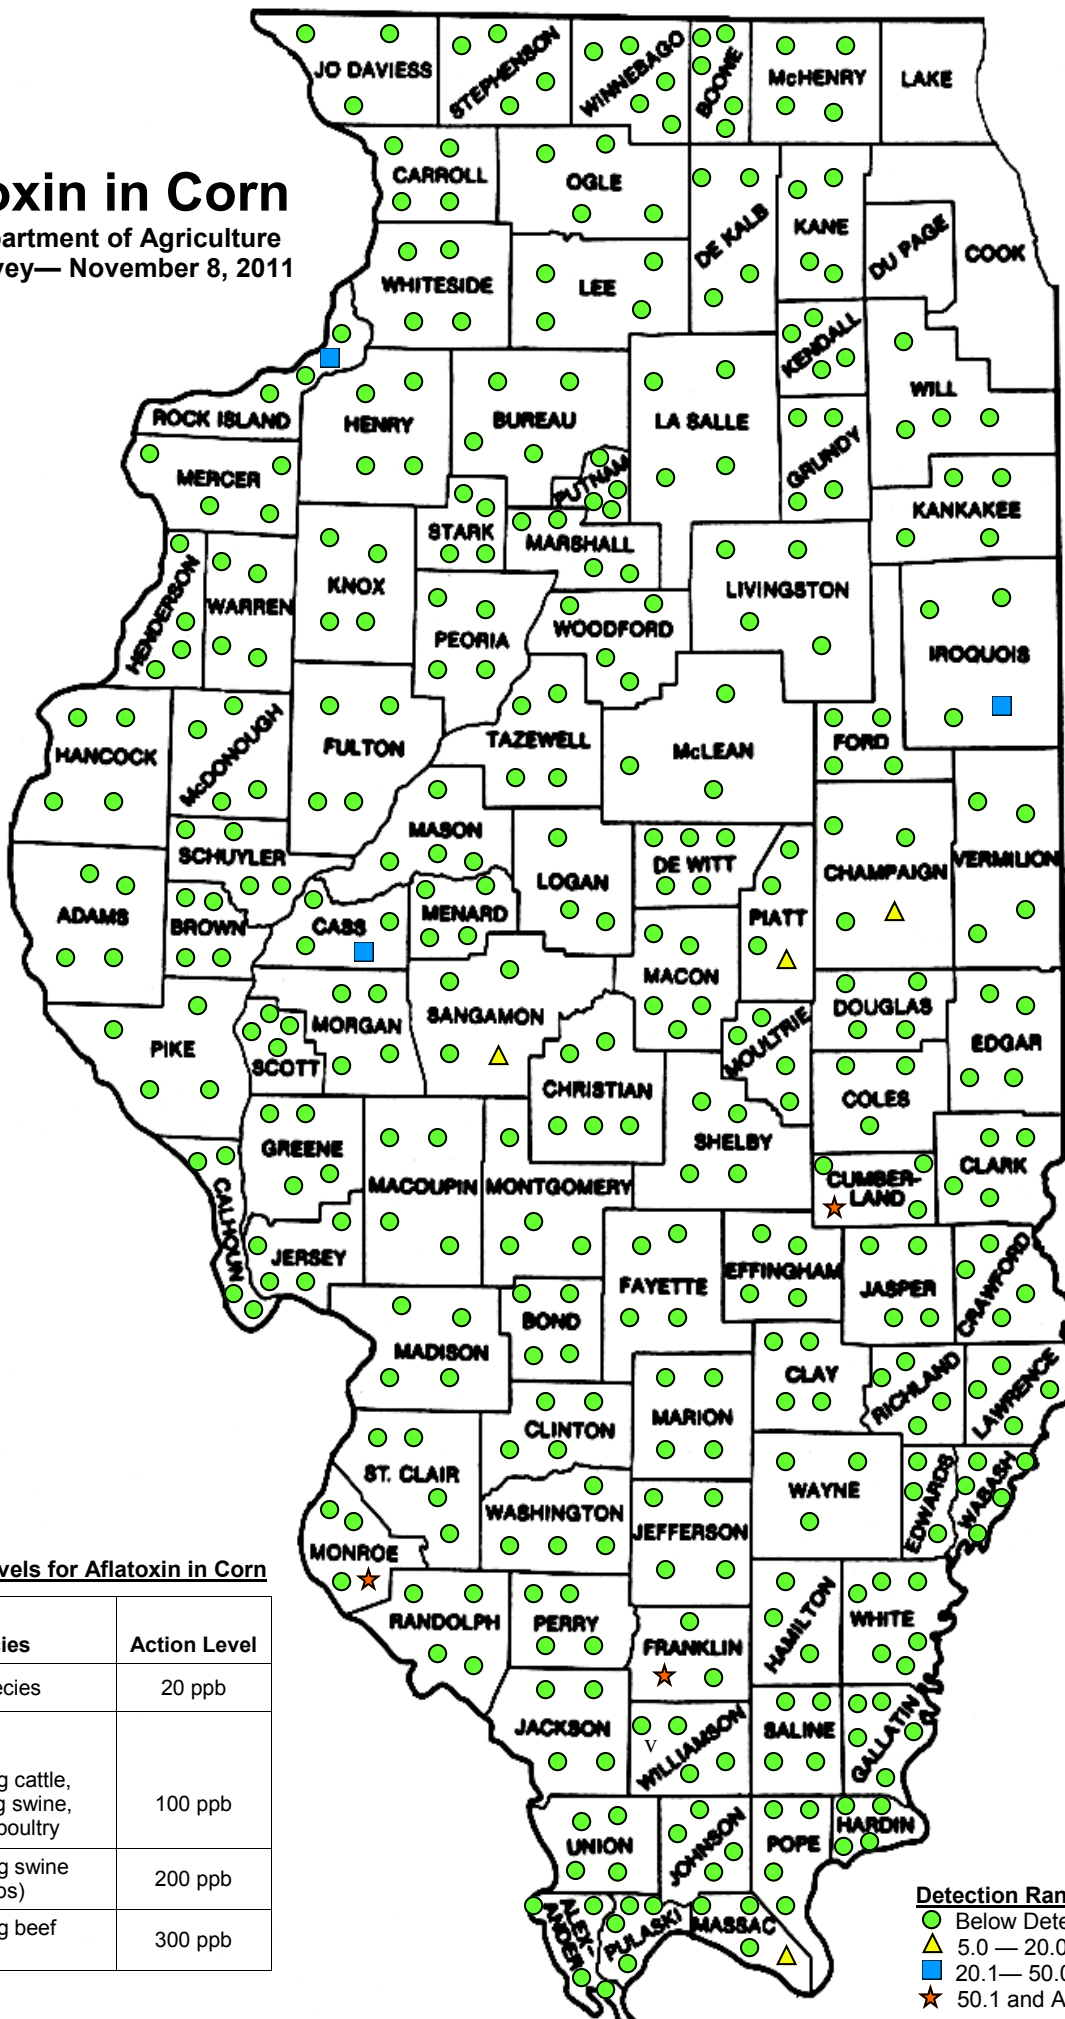 oxin in Corn
partment of Agriculture
vey— November 8, 2011
JO DAVIESS
STEPHENSON
WINNEBAGO
BOONE
McHENRY
LAKE
CARROLL
OGLE
DE KALB
KANE
DU PAGE
COOK
WHITESIDE
LEE
KENDALL
WILL
ROCK ISLAND
HENRY
BUREAU
LA SALLE
GRUNDY
MERCER
PUTNAM
KANKAKEE
STARK
MARSHALL
HENDERSON
WARREN
KNOX
PEORIA
WOODFORD
LIVINGSTON
IROQUOIS
HANCOCK
McDONOUGH
FULTON
TAZEWELL
McLEAN
FORD
MASON
SCHUYLER
LOGAN
DE WITT
CHAMPAIGN
VERMILION
ADAMS
BROWN
CASS
MENARD
PIATT
MACON
PIKE
SCOTT
MORGAN
SANGAMON
MOULTRIE
DOUGLAS
EDGAR
CHRISTIAN
COLES
GREENE
SHELBY
CALHOUN
MACOUPIN
MONTGOMERY
CUMBER-
LAND
CLARK
JERSEY
FAYETTE
EFFINGHAM
JASPER
CRAWFORD
BOND
MADISON
CLAY
RICHLAND
LAWRENCE
CLINTON
MARION
ST. CLAIR
WAYNE
EDWARDS
WABASH
WASHINGTON
JEFFERSON
MONROE
RANDOLPH
PERRY
FRANKLIN
HAMILTON
WHITE
JACKSON
V
WILLIAMSON
SALINE
GALLATIN
UNION
JOHNSON
POPE
HARDIN
ALEX-
ANDER
PULASKI
MASSAC
vels for Aflatoxin in Corn
cies
Action Level
ecies
20 ppb
g cattle,
g swine,
poultry
100 ppb
g swine
os)
200 ppb
g beef
300 ppb
Detection Ran
Below Dete
5.0 — 20.0
20.1— 50.0
50.1 and A